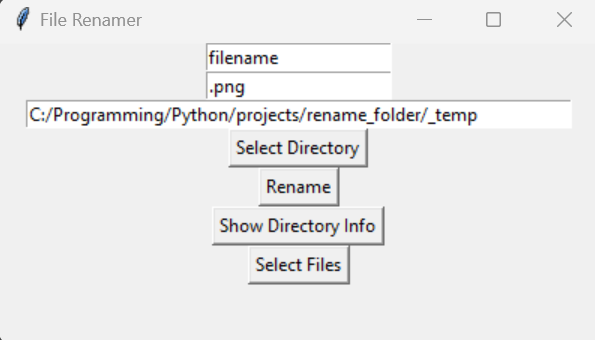 File Renamer
filename
.png
C:/Programming/Python/projects/rename_folder/_temp
Select Directory
Rename
Show Directory Info
Select Files